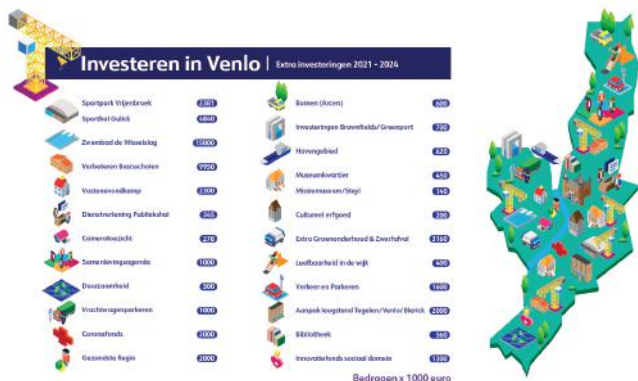 Investeren in Venlo | Extra investeringen 2021 - 2024
Sportpark Vrijenbroek 2381
Sporthal Gulick 4840
Zwembad de Wisselslag 15000
Verbeteren Basisscholen 9950
Vastenavondkamp 2300
Dienstverlening Publiekshal 345
Cameratoezicht 278
Samenlevingsagenda 1000
Duurzaamheid 500
Vrachtwagenparkeren 1000
Coronafonds 2000
Gezondste Regio 2000
Bomen (Arcen) 600
Investeringen Brownfields/Greenport 700
Havengebied 620
Museumkwartier 450
Missiemuseum/Steyl 140
Cultureel erfgoed 200
Extra Groenonderhoud & Zwerfafval 3160
Leefbaarheid in de wijk 400
Verkeer en Parkeren 1600
Aanpak leegstand Tegelen/Venlo/Blerick 2000
Bibliotheek 560
Innovatiefonds sociaal domein 1300
Bedragen x 1000 euro